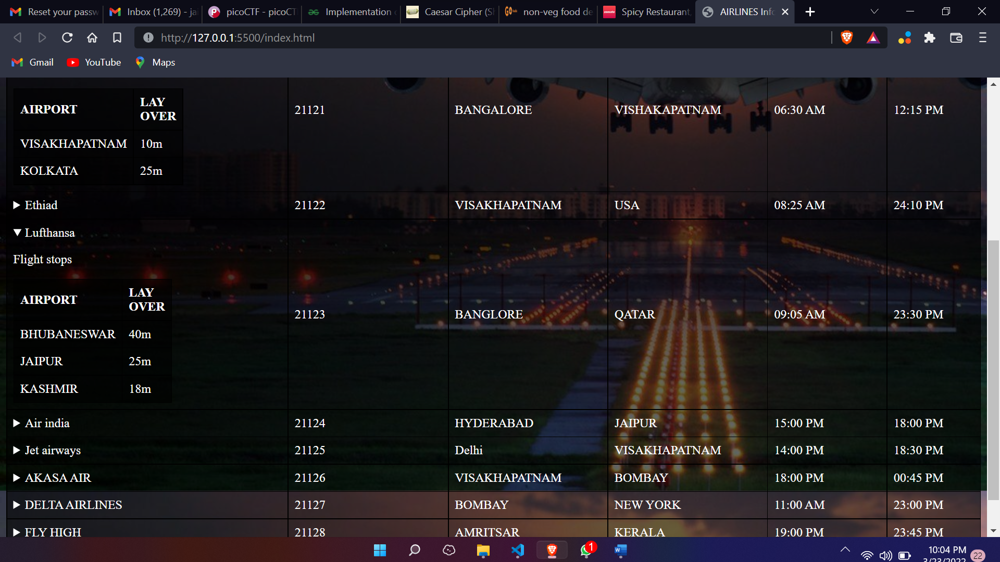 Reset your passw
Inbox (1,269) - ja
picoCTF - picoCT
Implementation
Caesar Cipher (S
non-veg food de
Spicy Restaurant,
AIRLINES Info
http://127.0.0.1:5500/index.html
Gmail YouTube Maps
AIRPORT LAY OVER 21121 BANGALORE VISHAKAPATNAM 06:30 AM 12:15 PM
VISAKHAPATNAM 10m
KOLKATA 25m
Ethiad 21122 VISAKHAPATNAM USA 08:25 AM 24:10 PM
Lufthansa
Flight stops
AIRPORT LAY OVER
21123 BANGLORE QATAR 09:05 AM 23:30 PM
BHUBANESWAR 40m
JAIPUR 25m
KASHMIR 18m
Air india 21124 HYDERABAD JAIPUR 15:00 PM 18:00 PM
Jet airways 21125 Delhi VISAKHAPATNAM 14:00 PM 18:30 PM
AKASA AIR 21126 VISAKHAPATNAM BOMBAY 18:00 PM 00:45 PM
DELTA AIRLINES 21127 BOMBAY NEW YORK 11:00 AM 23:00 PM
FLY HIGH 21128 AMRITSAR KERALA 19:00 PM 23:45 PM
1
10:04 PM
3/23/2022
22